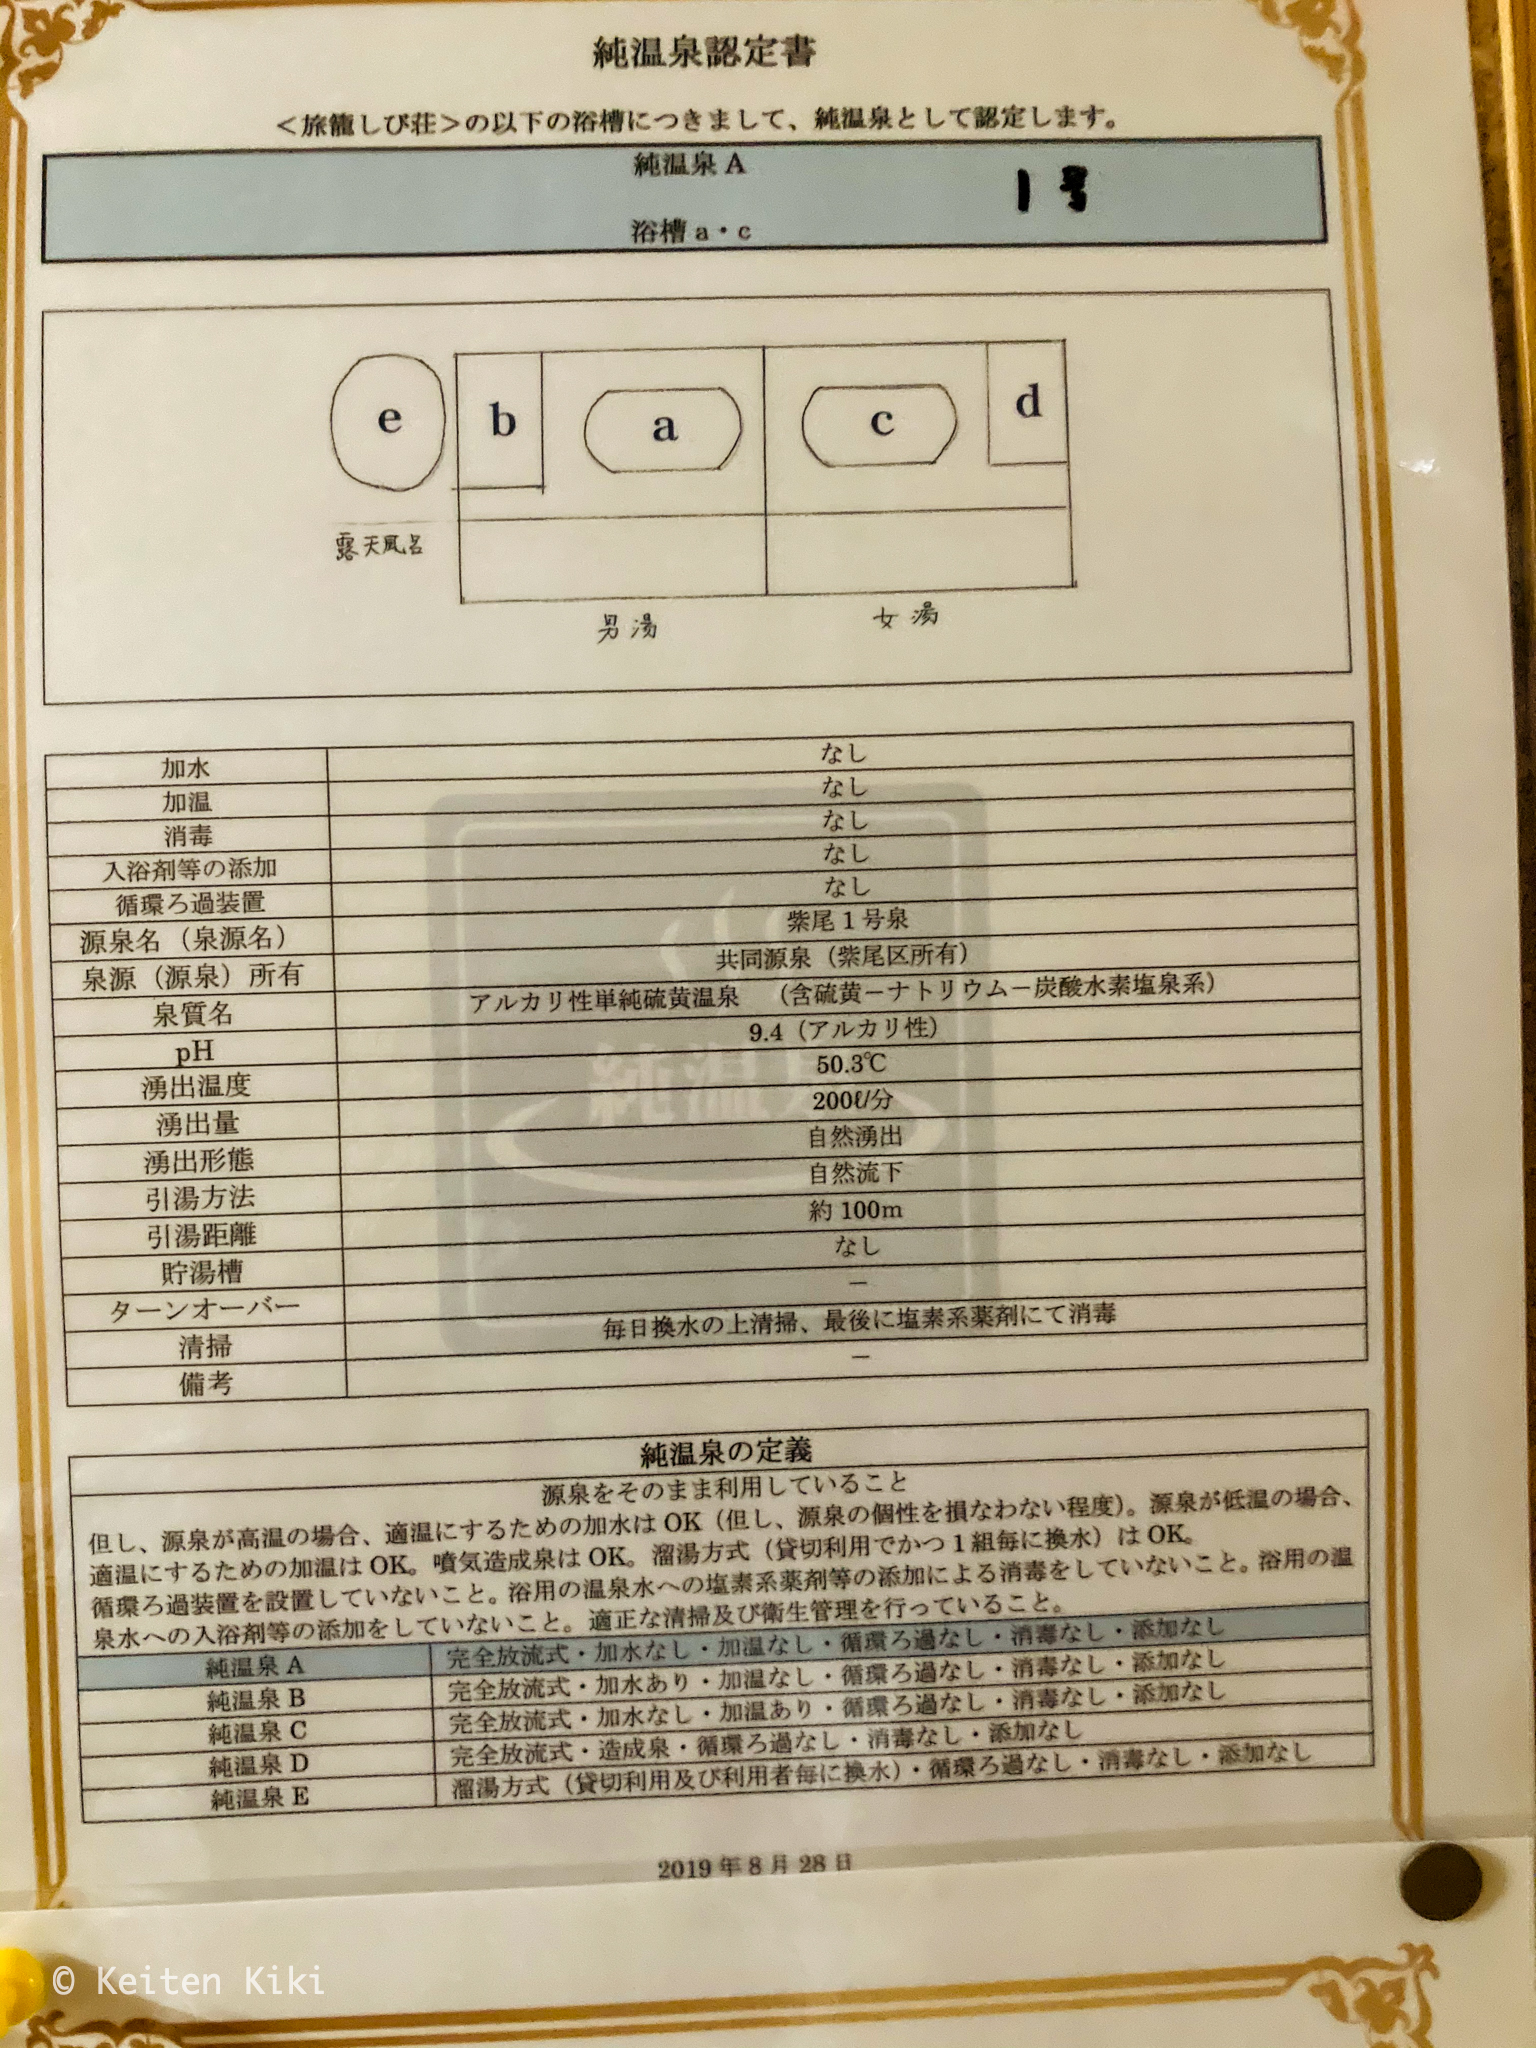 純温泉認定書
＜旅籠しび荘＞の以下の浴槽につきまして、純温泉として認定します。
純温泉 A
1号
浴槽 a・c
e b a c d
露天風呂
男湯 女湯
加水 なし
加温 なし
消毒 なし
入浴剤等の添加 なし
循環ろ過装置 なし
源泉名（泉源名） 紫尾 1 号泉
泉源（源泉）所有 共同源泉（紫尾区所有）
泉質名 アルカリ性単純硫黄温泉　（含硫黄－ナトリウム－炭酸水素塩泉系）
pH 9.4（アルカリ性）
湧出温度 50.3℃
湧出量 200ℓ/分
湧出形態 自然湧出
引湯方法 自然流下
引湯距離 約 100m
貯湯槽 なし
ターンオーバー －
清掃 毎日換水の上清掃、最後に塩素系薬剤にて消毒
備考 －
純温泉
純温泉の定義
源泉をそのまま利用していること
但し、源泉が高温の場合、適温にするための加水は OK（但し、源泉の個性を損なわない程度）。源泉が低温の場合、
適温にするための加温は OK。噴気造成泉は OK。溜湯方式（貸切利用でかつ 1 組毎に換水）は OK。
循環ろ過装置を設置していないこと。浴用の温泉水への塩素系薬剤等の添加による消毒をしていないこと。浴用の温
泉水への入浴剤等の添加をしていないこと。適正な清掃及び衛生管理を行っていること。
純温泉 A 完全放流式・加水なし・加温なし・循環ろ過なし・消毒なし・添加なし
純温泉 B 完全放流式・加水あり・加温なし・循環ろ過なし・消毒なし・添加なし
純温泉 C 完全放流式・加水なし・加温あり・循環ろ過なし・消毒なし・添加なし
純温泉 D 完全放流式・造成泉・循環ろ過なし・消毒なし・添加なし
純温泉 E 溜湯方式（貸切利用及び利用者毎に換水）・循環ろ過なし・消毒なし・添加なし
2019 年 8 月 28 日
© Keiten Kiki